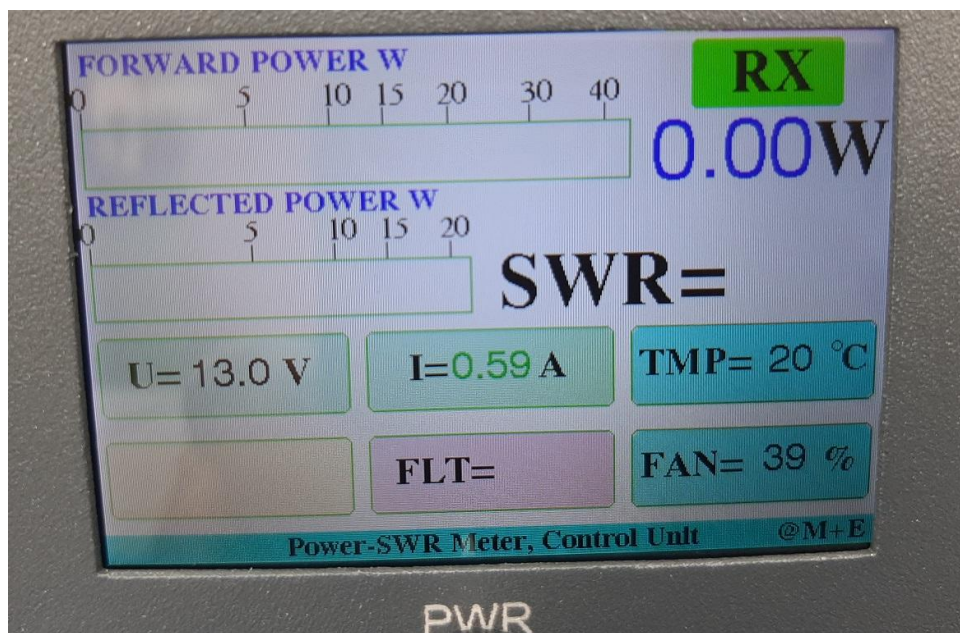 FORWARD POWER W
RX
0 5 10 15 20 30 40
0.00W
REFLECTED POWER W
0 5 10 15 20
SWR=
U= 13.0 V I=0.59 A TMP= 20 °C
FLT= FAN= 39 %
Power-SWR Meter, Control Unit @M+E
PWR